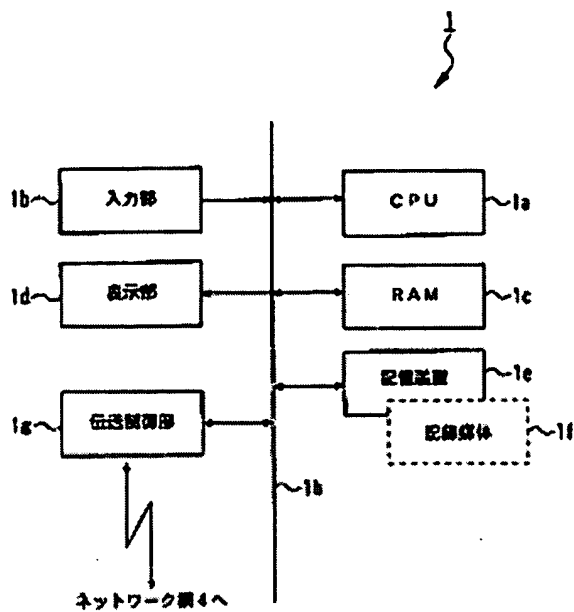 1
1b 入力部 CPU 1a
1d 表示部 RAM 1c
記憶装置 1e
1g 伝送制御部 記録媒体 1f
1h
ネットワーク網4へ